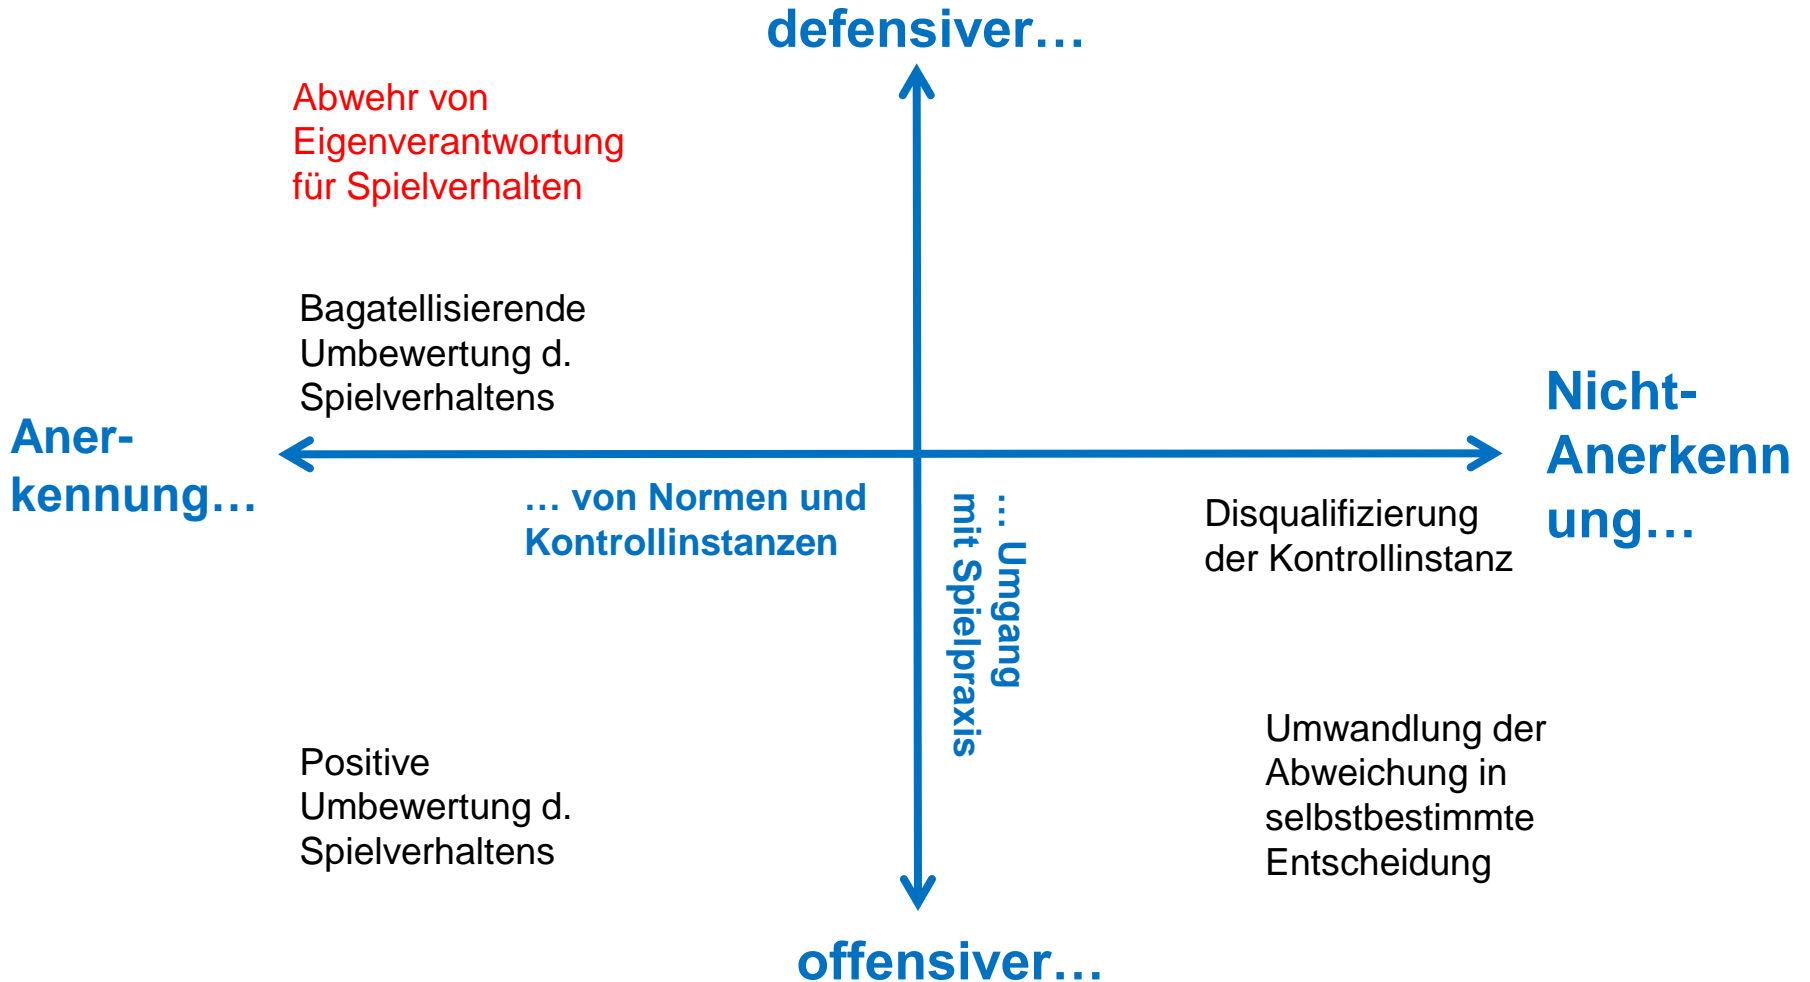 defensiver…
Abwehr von
Eigenverantwortung
für Spielverhalten
Bagatellisierende
Umbewertung d.
Spielverhaltens
Aner-
kennung…
Nicht-
Anerkenn
ung…
… von Normen und
Kontrollinstanzen
… Umgang
mit Spielpraxis
Disqualifizierung
der Kontrollinstanz
Positive
Umbewertung d.
Spielverhaltens
Umwandlung der
Abweichung in
selbstbestimmte
Entscheidung
offensiver…